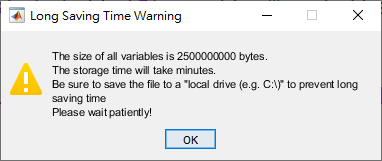 Long Saving Time Warning
The size of all variables is 2500000000 bytes.
The storage time will take minutes.
Be sure to save the file to a "local drive (e.g. C:\)" to prevent long
saving time
Please wait patiently!
OK